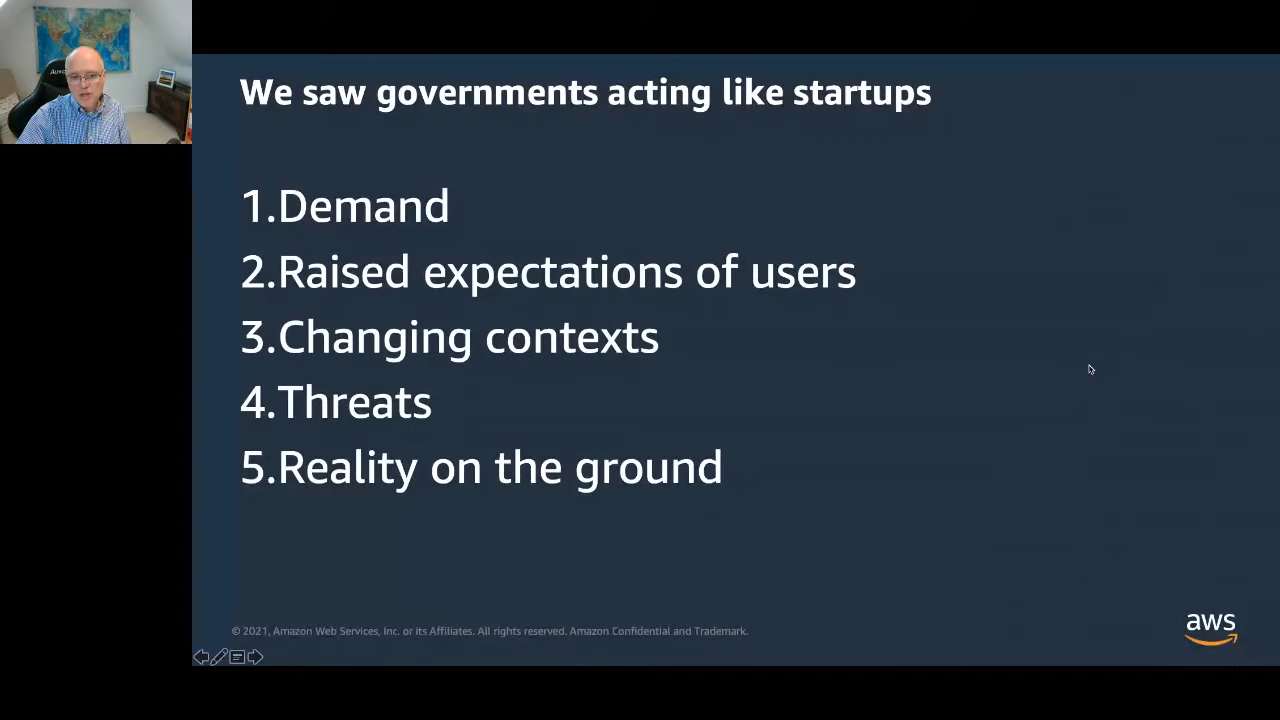 We saw governments acting like startups
1.Demand
2.Raised expectations of users
3.Changing contexts
4.Threats
5.Reality on the ground
© 2021, Amazon Web Services, Inc. or its Affiliates. All rights reserved. Amazon Confidential and Trademark.
aws